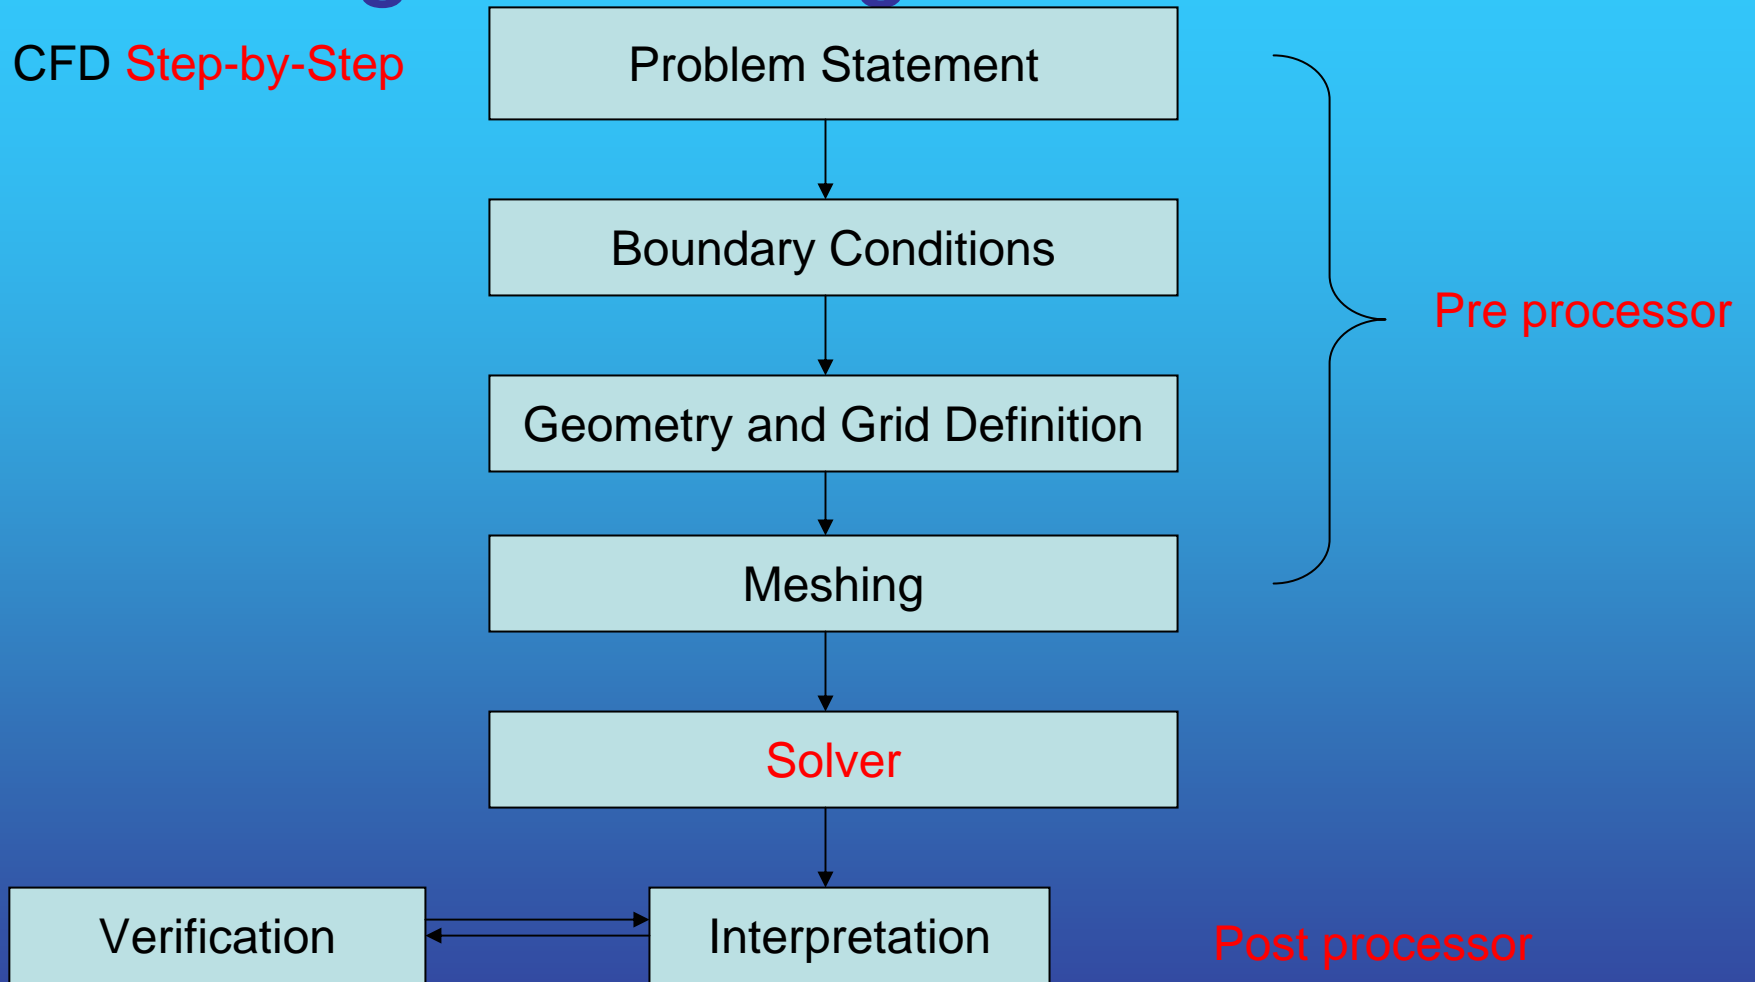 CFD Step-by-Step
Problem Statement
Boundary Conditions
Pre processor
Geometry and Grid Definition
Meshing
Solver
Verification
Interpretation
Post processor